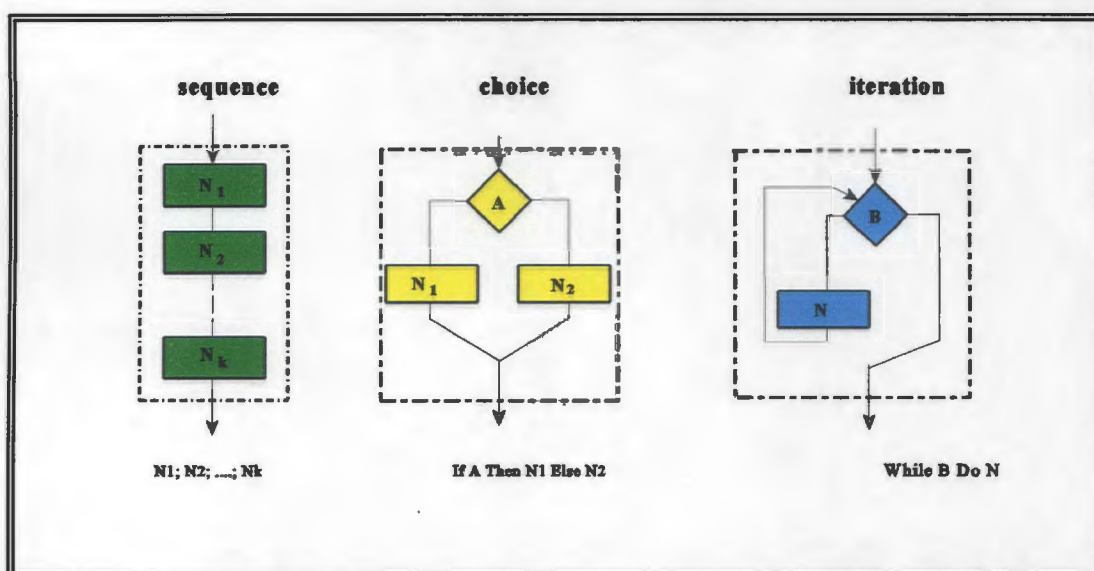 sequence
N1
N2
Nk
N1; N2; ....; Nk
choice
A
N1
N2
If A Then N1 Else N2
iteration
B
N
While B Do N